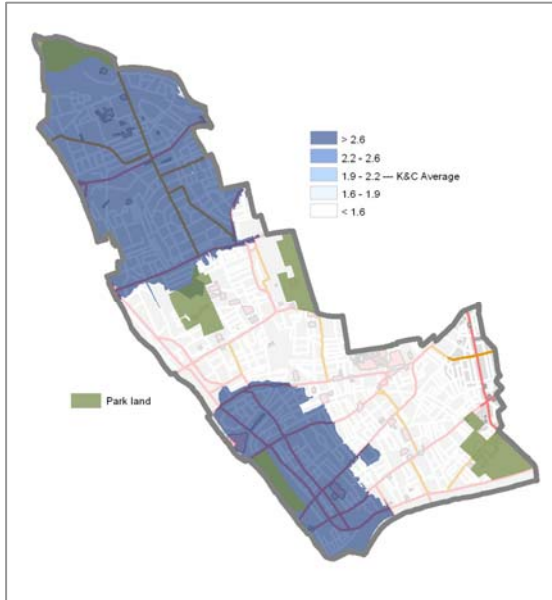 > 2.6
2.2 - 2.6
1.9 - 2.2 --- K&C Average
1.6 - 1.9
< 1.6
Park land